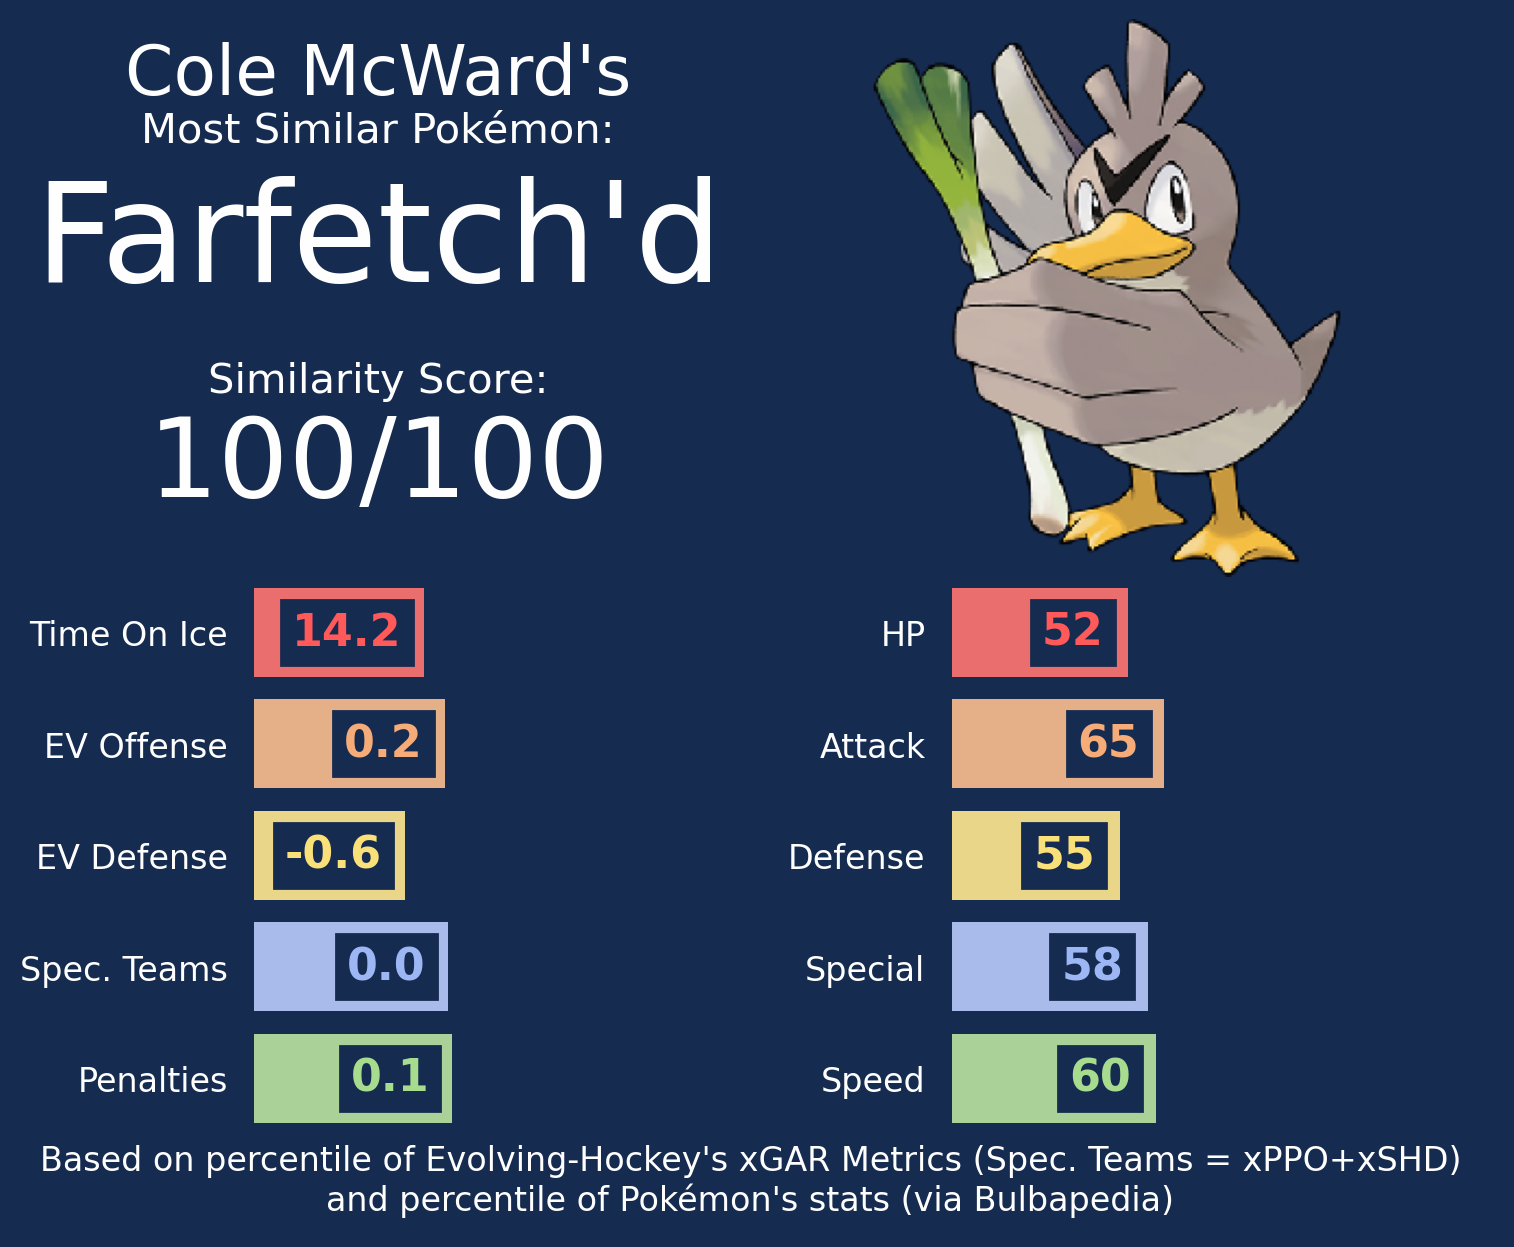 Cole McWard's
Most Similar Pokémon:
Farfetch'd
Similarity Score:
100/100
Time On Ice 14.2
EV Offense 0.2
EV Defense -0.6
Spec. Teams 0.0
Penalties 0.1
HP 52
Attack 65
Defense 55
Special 58
Speed 60
Based on percentile of Evolving-Hockey's xGAR Metrics (Spec. Teams = xPPO+xSHD)
and percentile of Pokémon's stats (via Bulbapedia)